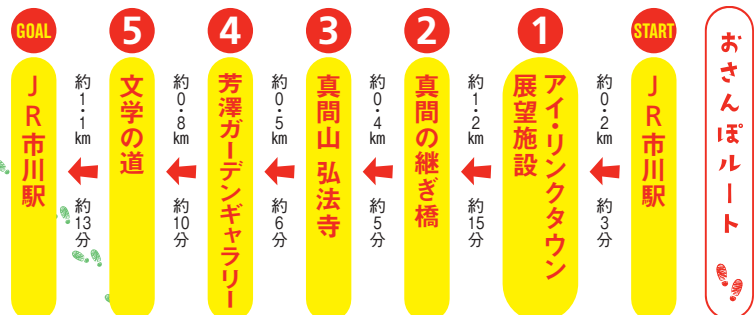 おさんぽルート
START
JR市川駅
約0・2km
約3分
1
アイ・リンクタウン
展望施設
約1・2km
約15分
2
真間の継ぎ橋
約0・4km
約5分
3
真間山 弘法寺
約0・5km
約6分
4
芳澤ガーデンギャラリー
約0・8km
約10分
5
文学の道
約1・1km
約13分
GOAL
JR市川駅